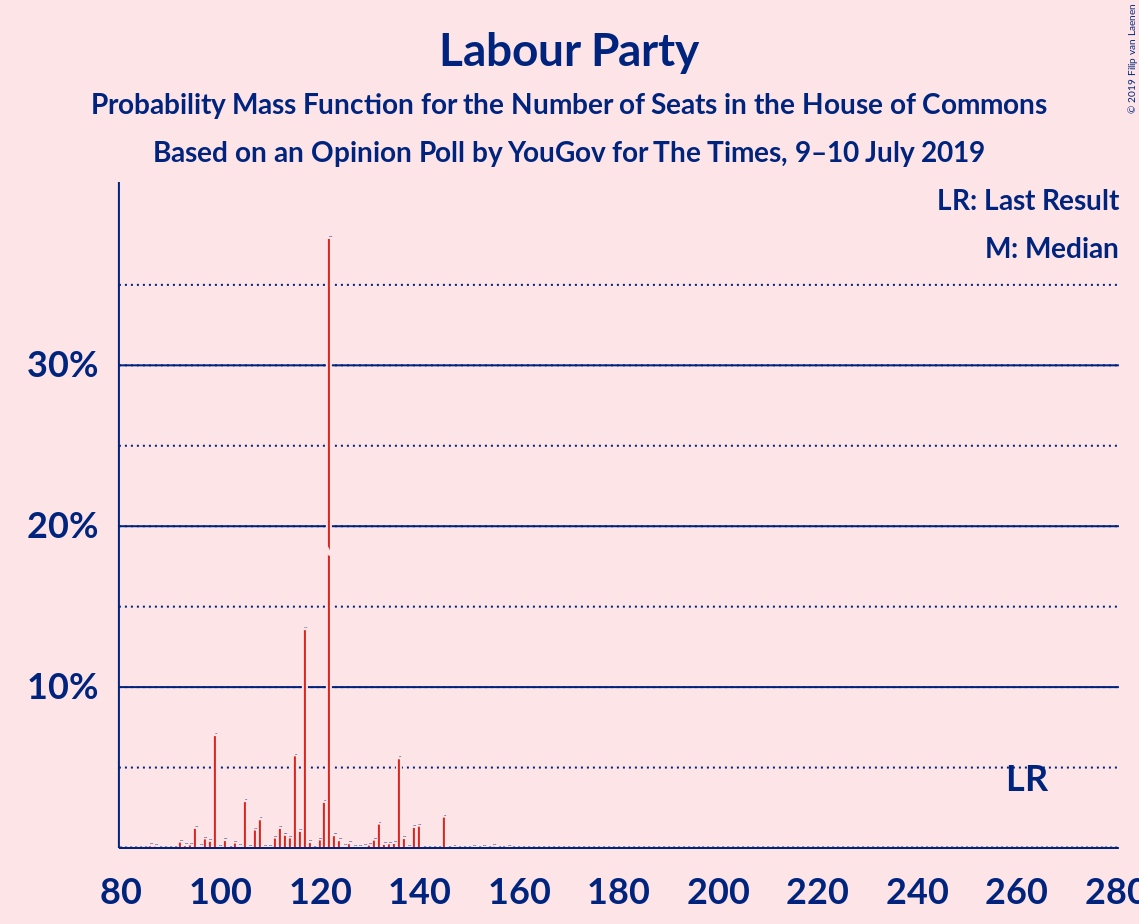 Labour Party
Probability Mass Function for the Number of Seats in the House of Commons
Based on an Opinion Poll by YouGov for The Times, 9–10 July 2019
© 2019 Filip van Laenen
LR: Last Result
M: Median
30%
20%
10%
LR
80 100 120 140 160 180 200 220 240 260 280